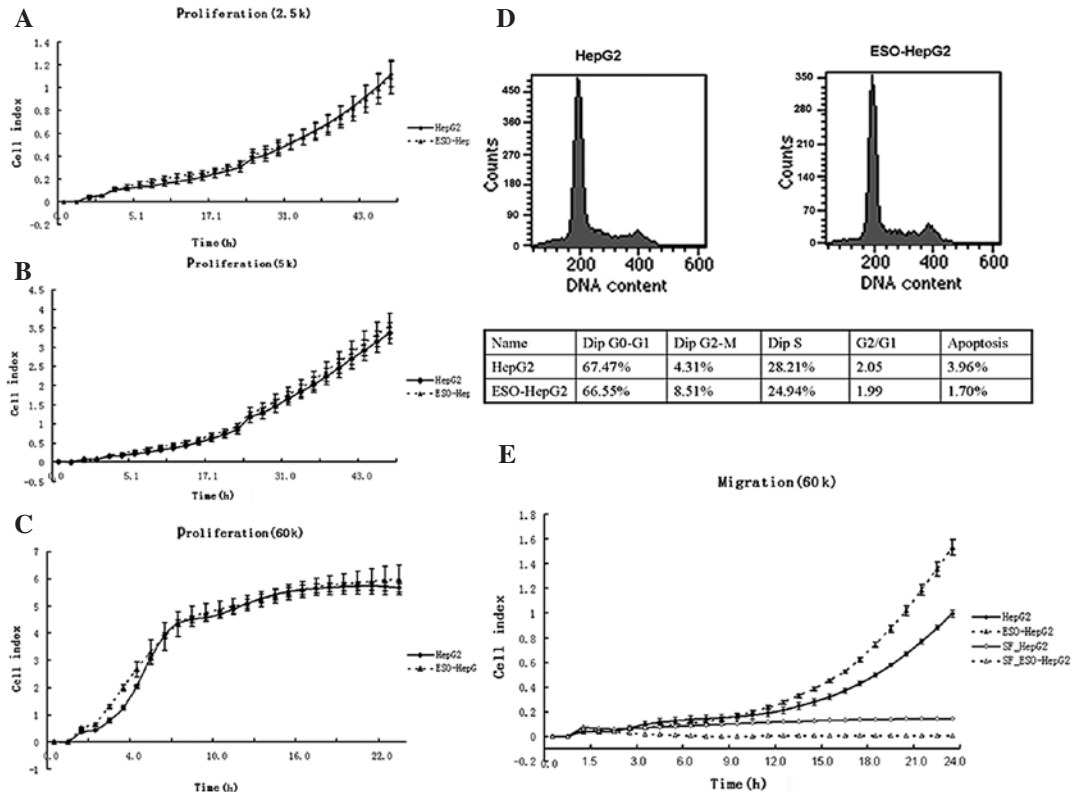 A
Proliferation(2.5k)
1.4
1.2
1
0.8
0.6
0.4
0.2
0
-0.2
Cell index
0.0 5.1 17.1 31.0 43.0
Time(h)
HepG2
ESO-Hep
B
Proliferation(5k)
4.5
4
3.5
3
2.5
2
1.5
1
0.5
0
-0.5
Cell index
0.0 5.1 17.1 31.0 43.0
Time(h)
HepG2
ESO-Hep
C
Proliferation(60k)
7
6
5
4
3
2
1
0
-1
Cell index
0.0 4.0 10.0 16.0 22.0
Time(h)
HepG2
ESO-HepG
D
HepG2
450
360
270
180
90
0
Counts
200 400 600
DNA content
ESO-HepG2
350
280
210
140
70
0
Counts
200 400 600
DNA content
Name Dip G0-G1 Dip G2-M Dip S G2/G1 Apoptosis
HepG2 67.47% 4.31% 28.21% 2.05 3.96%
ESO-HepG2 66.55% 8.51% 24.94% 1.99 1.70%
E
Migration(60k)
1.8
1.6
1.4
1.2
1
0.8
0.6
0.4
0.2
0
-0.2
Cell index
0.0 1.5 3.0 6.0 9.0 12.0 15.0 18.0 21.0 24.0
Time(h)
HepG2
ESO-HepG2
SF_HepG2
SF_ESO-HepG2